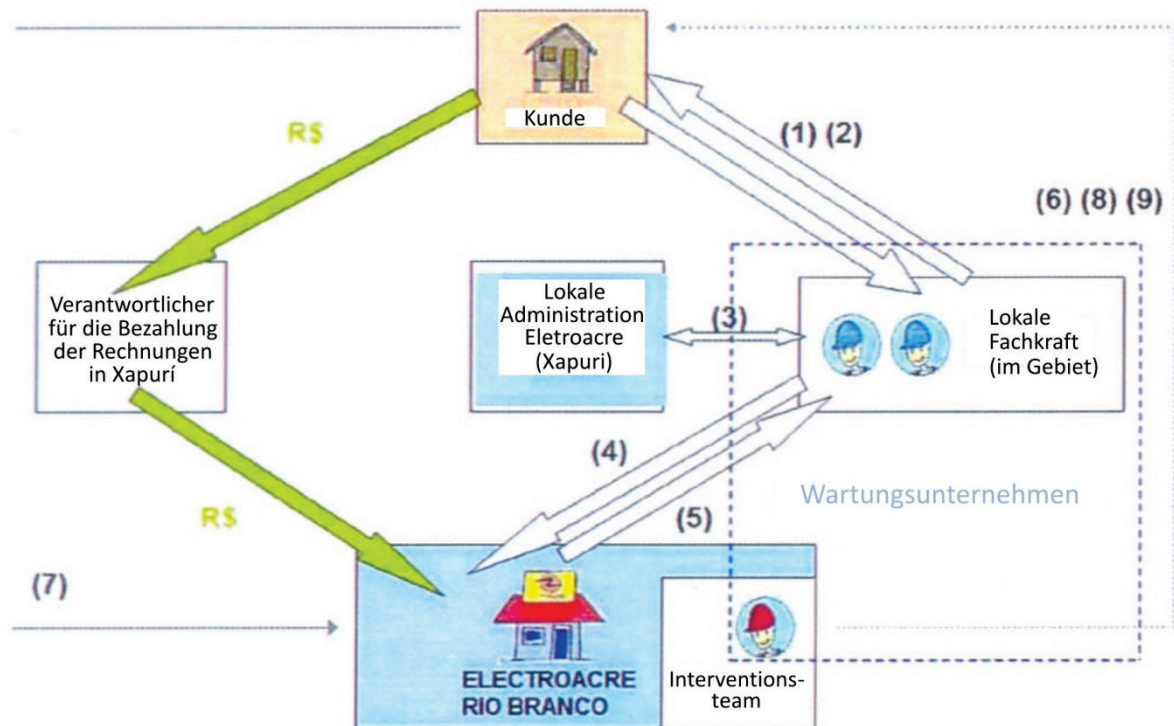 Kunde
R$
(1) (2)
(6) (8) (9)
Verantwortlicher
für die Bezahlung
der Rechnungen
in Xapurí
Lokale
Administration
Eletroacre
(Xapuri)
(3)
Lokale
Fachkraft
(im Gebiet)
(4)
Wartungsunternehmen
R$
(5)
(7)
ELECTROACRE
RIO BRANCO
Interventions-
team